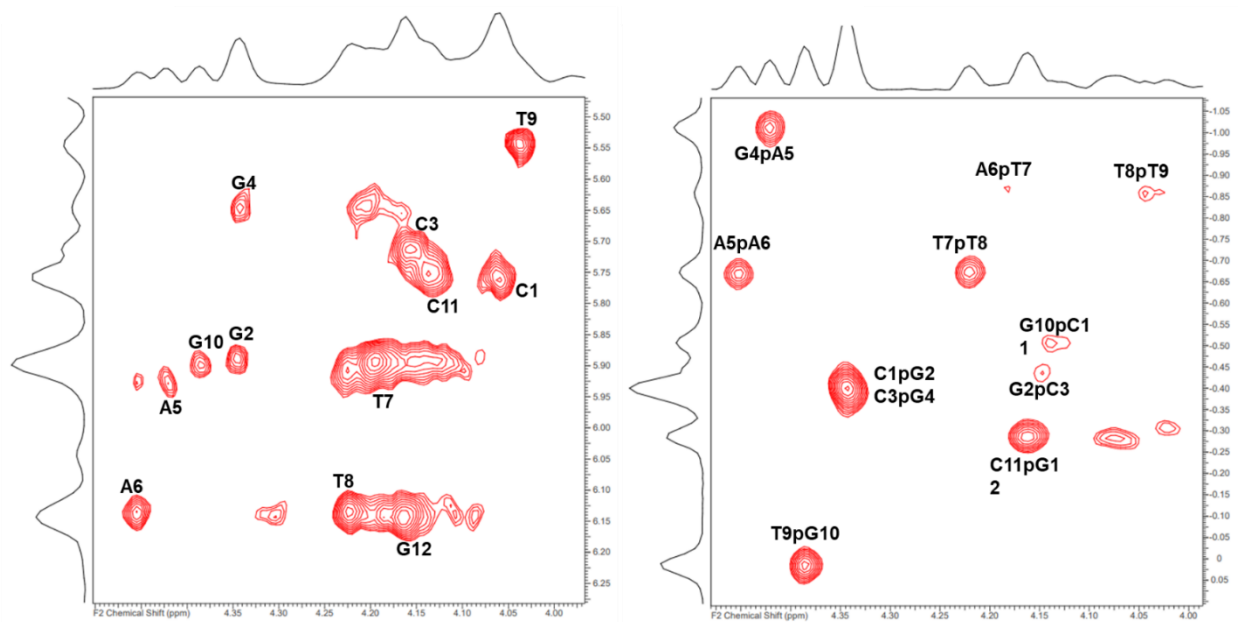 5.50
T9
5.55
5.60
G4
5.65
C3
5.70
5.75
C1
5.80
C11
G10 G2
5.85
5.90
A5
T7
5.95
6.00
6.05
A6
T8
6.10
6.15
G12
6.20
6.25
F2 Chemical Shift (ppm) 4.35 4.30 4.25 4.20 4.15 4.10 4.05 4.00
-1.05
-1.00
G4pA5
-0.95
A6pT7 T8pT9
-0.90
-0.85
-0.80
A5pA6 T7pT8
-0.75
-0.70
-0.65
-0.60
G10pC1
1
-0.55
-0.50
-0.45
C1pG2
G2pC3
C3pG4
-0.40
-0.35
-0.30
C11pG1
2
-0.25
-0.20
-0.15
T9pG10
-0.10
-0.05
0
0.05
F2 Chemical Shift (ppm) 4.35 4.30 4.25 4.20 4.15 4.10 4.05 4.00